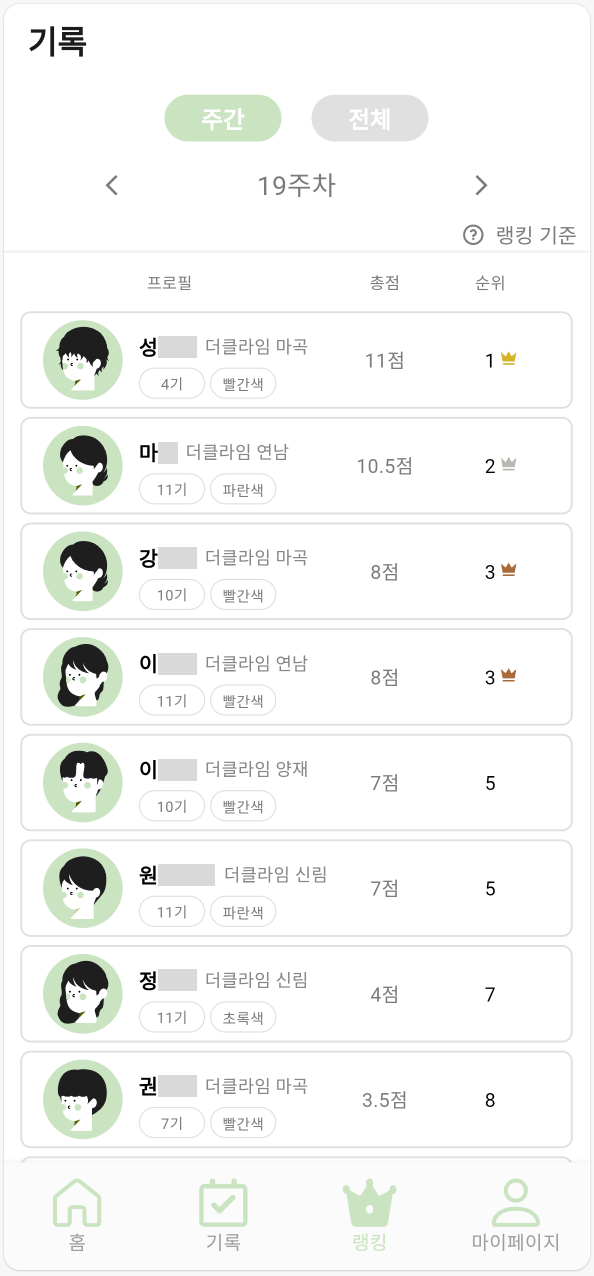 기록
주간 전체
19주차
랭킹 기준
프로필 총점 순위
성 더클라임 마곡 11점 1
4기 빨간색
마 더클라임 연남 10.5점 2
11기 파란색
강 더클라임 마곡 8점 3
10기 빨간색
이 더클라임 연남 8점 3
11기 빨간색
이 더클라임 양재 7점 5
10기 빨간색
원 더클라임 신림 7점 5
11기 파란색
정 더클라임 신림 4점 7
11기 초록색
권 더클라임 마곡 3.5점 8
7기 빨간색
홈 기록 랭킹 마이페이지